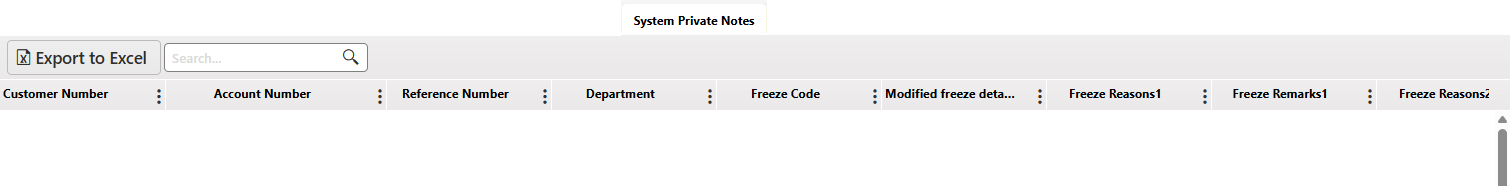 System Private Notes
Export to Excel Search...
Customer Number Account Number Reference Number Department Freeze Code Modified freeze deta... Freeze Reasons1 Freeze Remarks1 Freeze Reasons2